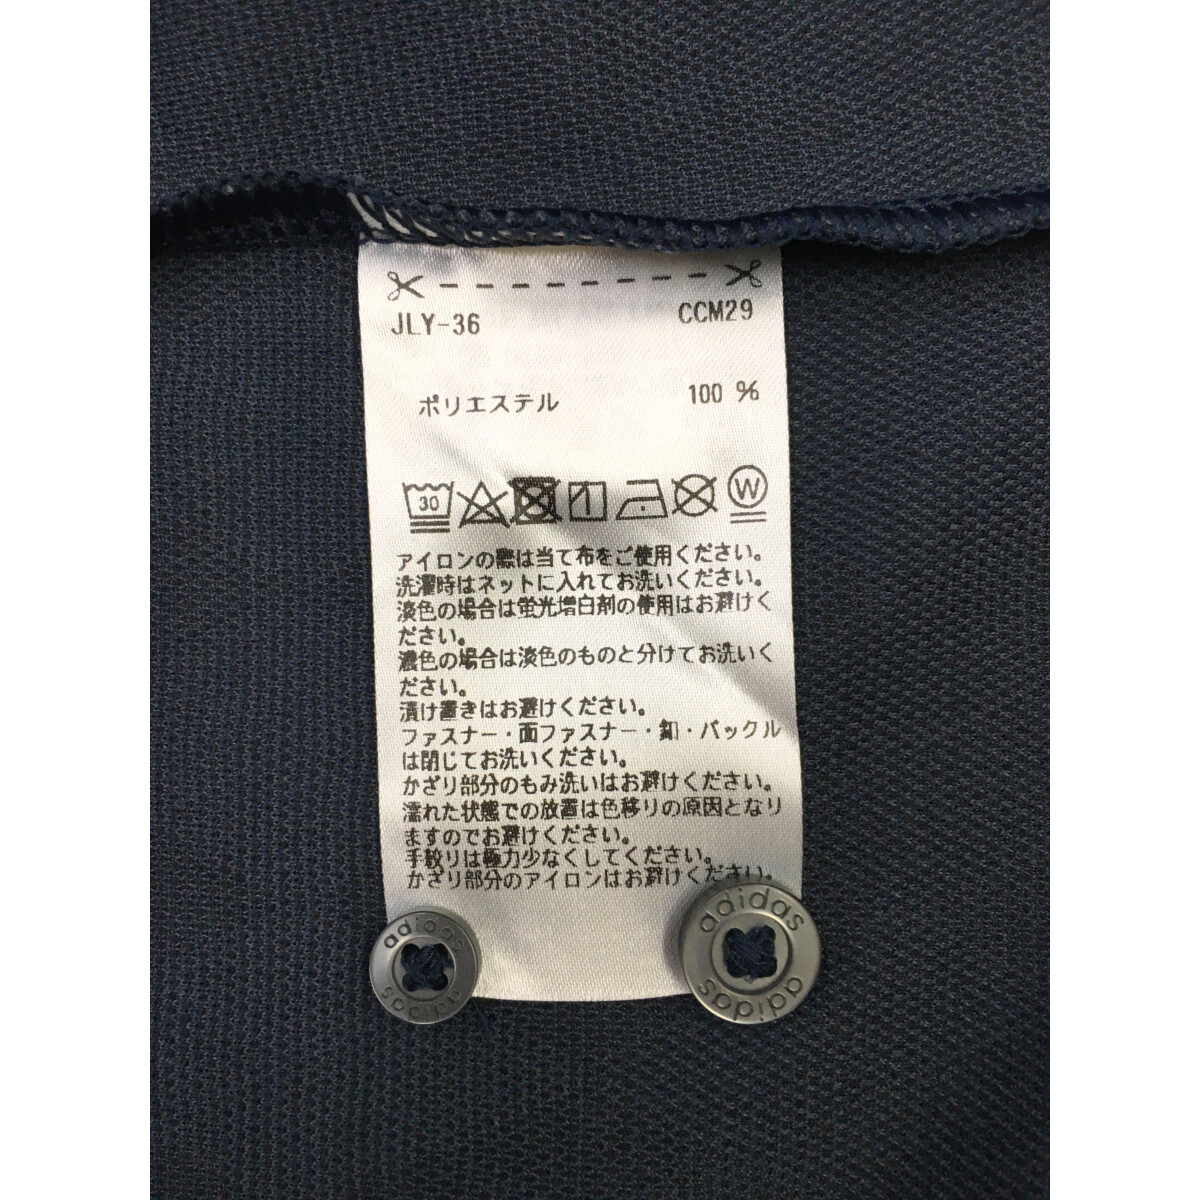 JLY-36 CCM29
ポリエステル 100 %
30 W
アイロンの際は当て布をご使用ください。
洗濯時はネットに入れてお洗いください。
淡色の場合は蛍光増白剤の使用はお避けく
ださい。
濃色の場合は淡色のものと分けてお洗いく
ださい。
漬け置きはお避けください。
ファスナー・面ファスナー・釦・バックル
は閉じてお洗いください。
かざり部分のもみ洗いはお避けください。
濡れた状態での放置は色移りの原因となり
ますのでお避けください。
手絞りは極力少なくしてください。
かざり部分のアイロンはお避けください。
adidas adidas
adidas adidas